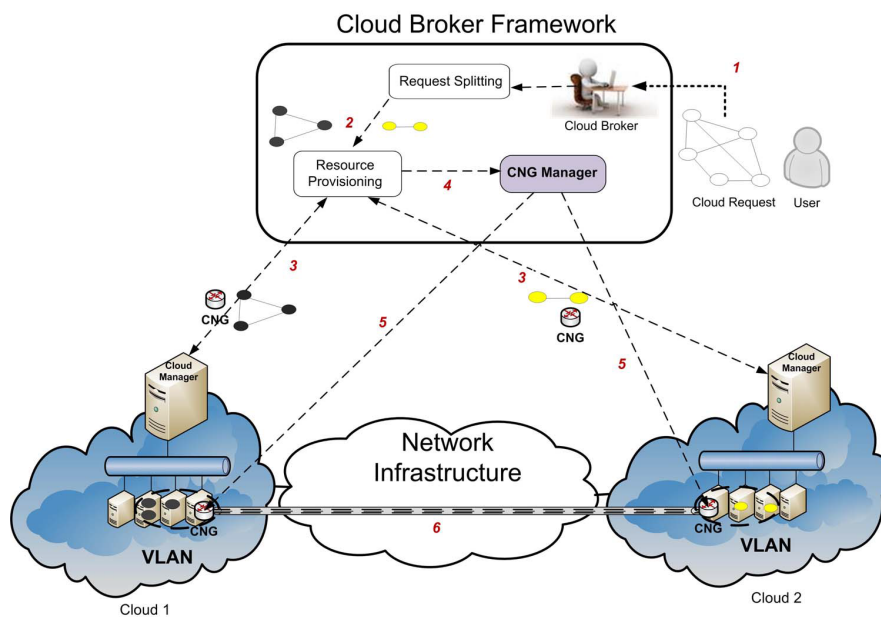 Cloud Broker Framework
1
Request Splitting
Cloud Broker
2
Resource
Provisioning
4
CNG Manager
Cloud Request
User
3
3
CNG
CNG
5
5
Cloud
Manager
Cloud
Manager
Network
Infrastructure
CNG
CNG
6
VLAN
VLAN
Cloud 1
Cloud 2